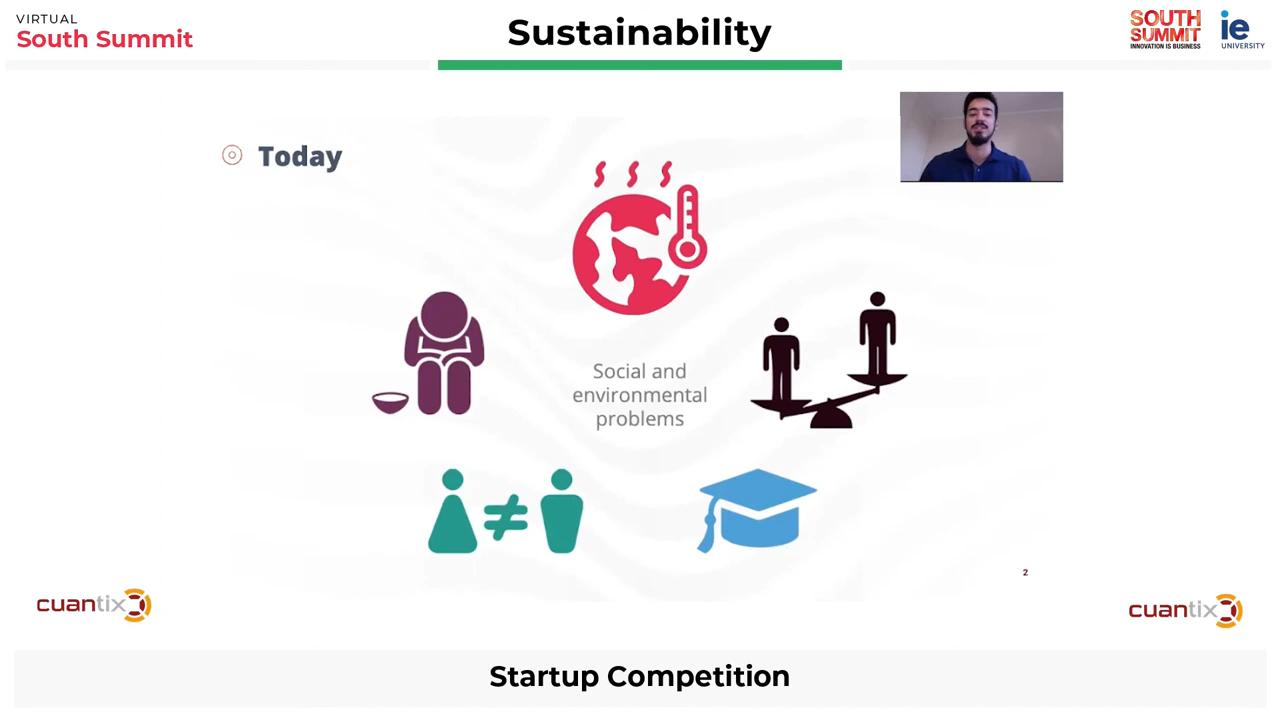 VIRTUAL
South Summit
Sustainability
SOUTH
SUMMIT
INNOVATION IS BUSINESS
ie
UNIVERSITY
Today
Social and
environmental
problems
2
cuantix
cuantix
Startup Competition